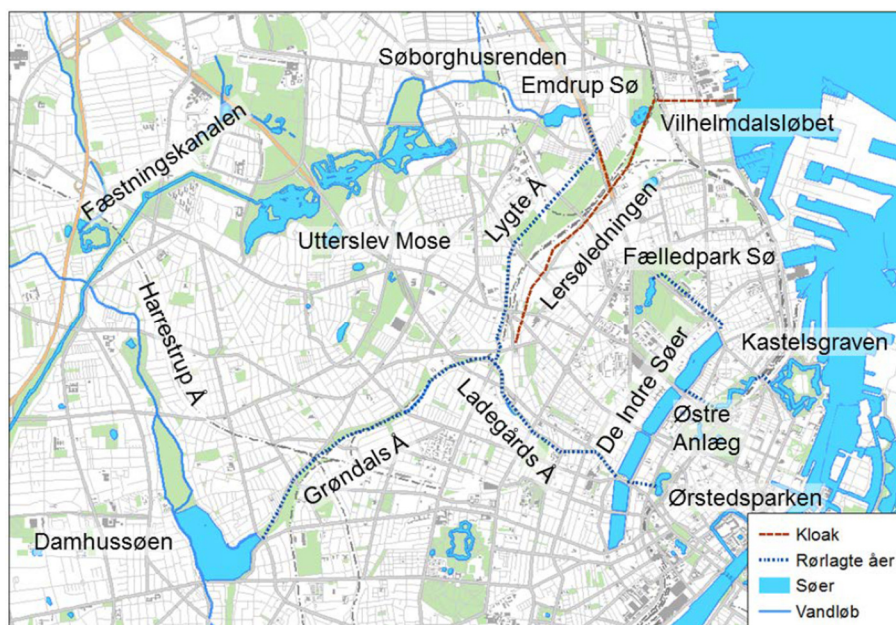 Søborghusrenden
Emdrup Sø
Vilhelmdalsløbet
Fæstningskanalen
Lygte Å
Utterslev Mose
Lersøledningen
Fælledpark Sø
Harrestrup Å
Kastelsgraven
De Indre Søer
Ladegårds Å
Østre
Anlæg
Grøndals Å
Ørstedsparken
Damhussøen
Kloak
Rørlagte åer
Søer
Vandløb